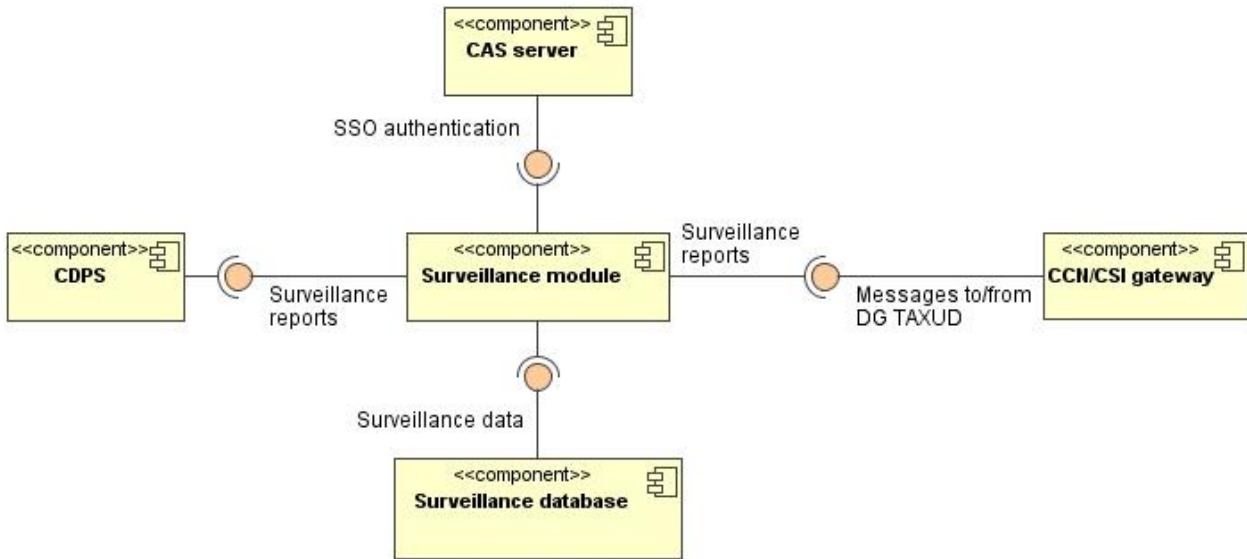 <<component>>
CAS server
SSO authentication
<<component>>
CDPS
Surveillance
reports
<<component>>
Surveillance module
Surveillance
reports
Messages to/from
DG TAXUD
<<component>>
CCN/CSI gateway
Surveillance data
<<component>>
Surveillance database